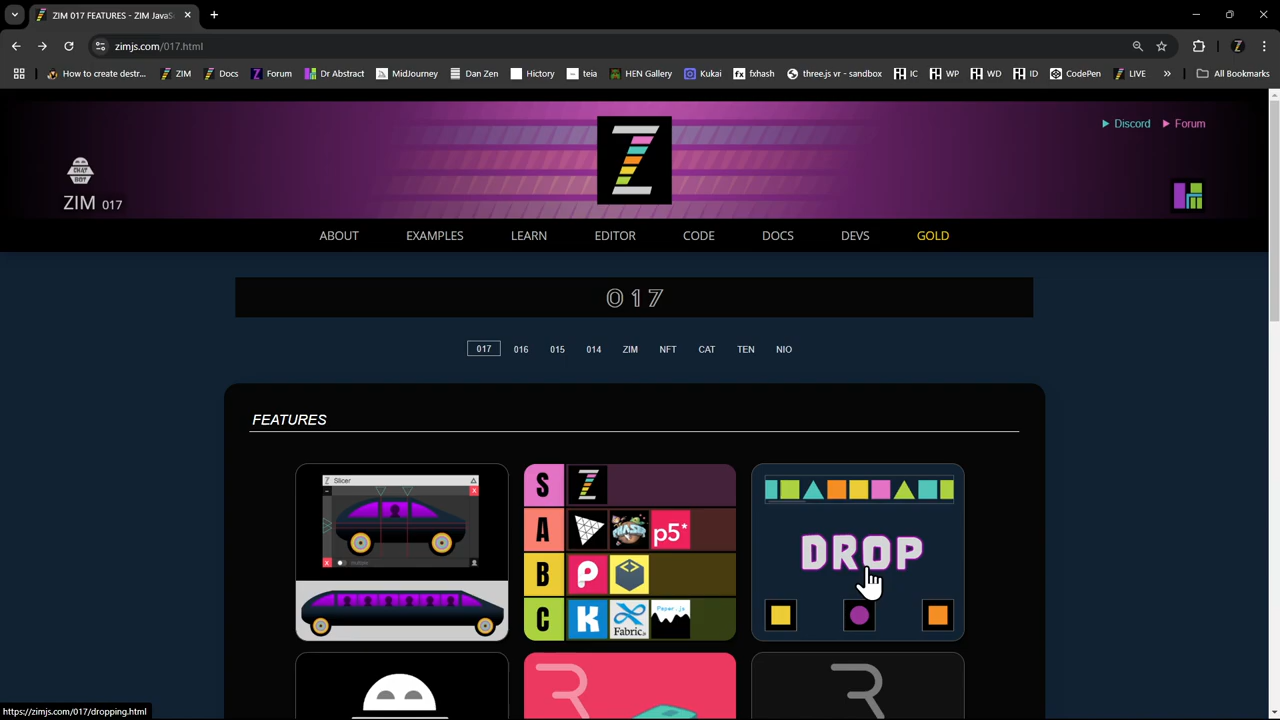 ZIM 017 FEATURES - ZIM JavaSc
zimjs.com/017.html
How to create destr...
ZIM
Docs
Forum
Dr Abstract
MidJourney
Dan Zen
Hictory
teia
HEN Gallery
Kukai
fx fxhash
three.js vr - sandbox
IC
WP
WD
ID
CodePen
LIVE
»
All Bookmarks
Discord
Forum
CHAT
BOT
ZIM 017
Z
ABOUT
EXAMPLES
LEARN
EDITOR
CODE
DOCS
DEVS
GOLD
017
017
016
015
014
ZIM
NFT
CAT
TEN
NIO
FEATURES
Slicer
S
A
p5*
B
C
K
Fabric
Paper.js
DROP
https://zimjs.com/017/dropping.html